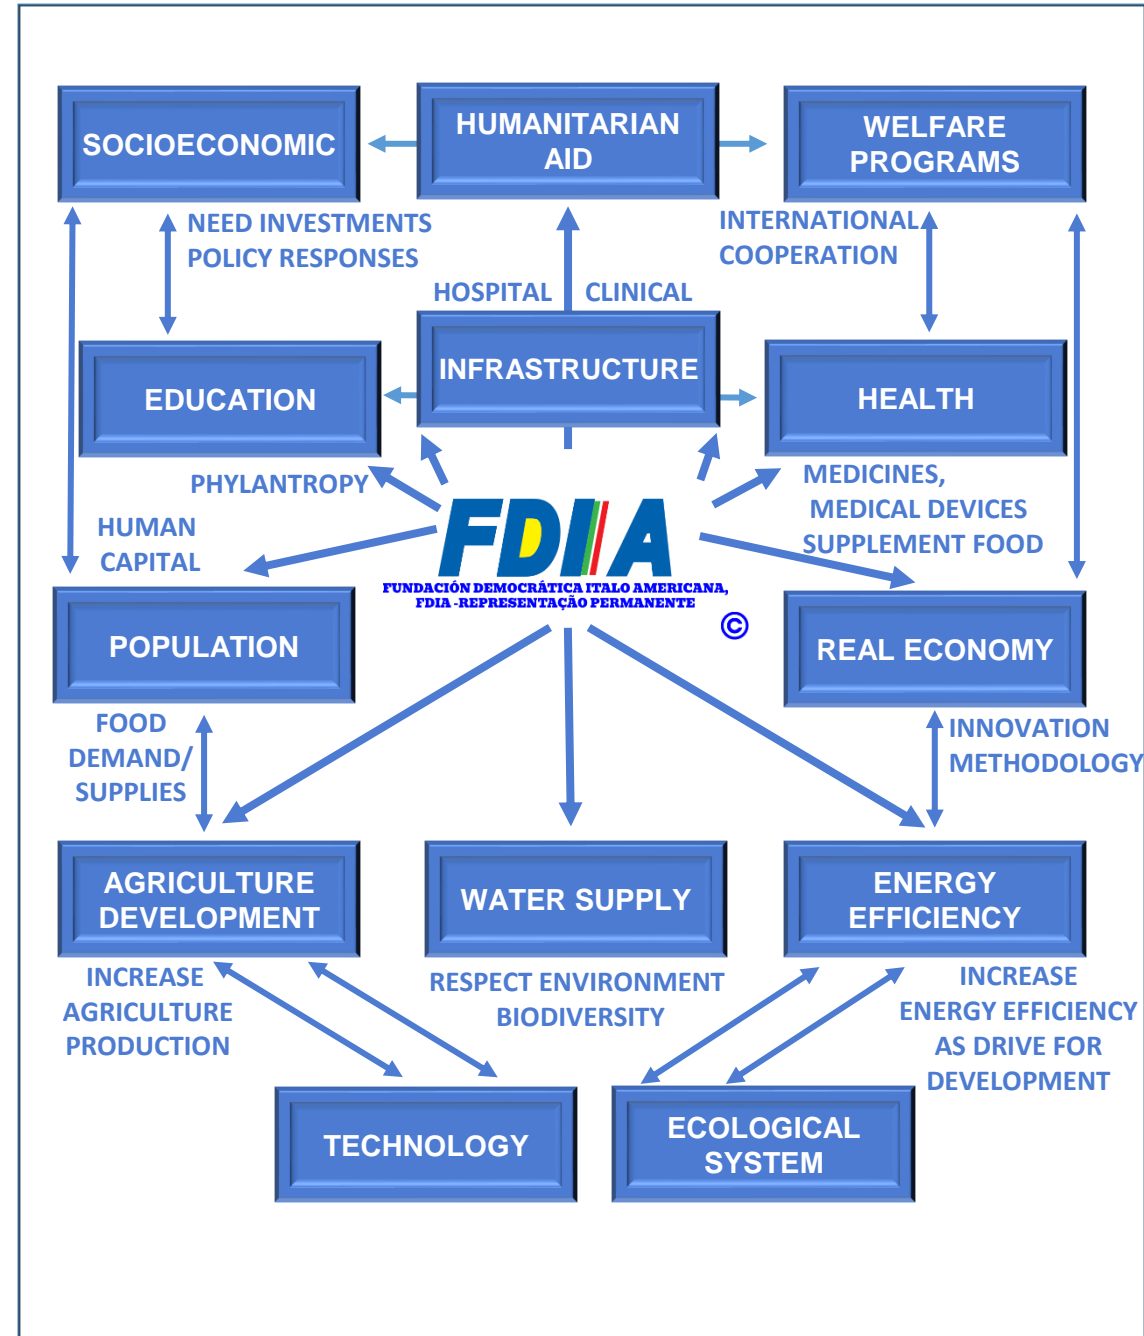 SOCIOECONOMIC
HUMANITARIAN
AID
WELFARE
PROGRAMS
NEED INVESTMENTS
POLICY RESPONSES
INTERNATIONAL
COOPERATION
HOSPITAL CLINICAL
EDUCATION
INFRASTRUCTURE
HEALTH
PHYLANTROPY
MEDICINES,
MEDICAL DEVICES
SUPPLEMENT FOOD
HUMAN
CAPITAL
FDIA
FUNDACIÓN DEMOCRÁTICA ITALO AMERICANA,
FDIA -REPRESENTAÇÃO PERMANENTE
©
POPULATION
REAL ECONOMY
FOOD
DEMAND/
SUPPLIES
INNOVATION
METHODOLOGY
AGRICULTURE
DEVELOPMENT
WATER SUPPLY
ENERGY
EFFICIENCY
INCREASE
AGRICULTURE
PRODUCTION
RESPECT ENVIRONMENT
BIODIVERSITY
INCREASE
ENERGY EFFICIENCY
AS DRIVE FOR
DEVELOPMENT
TECHNOLOGY
ECOLOGICAL
SYSTEM